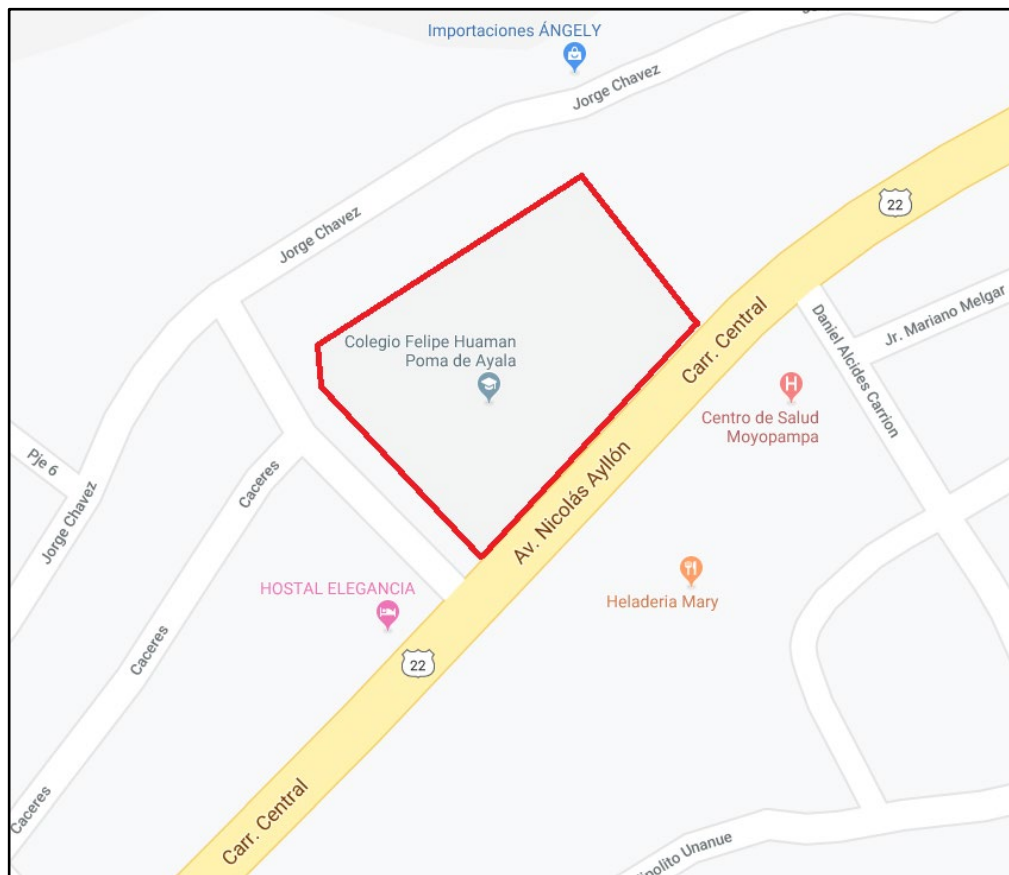 Importaciones ÁNGELY
Jorge Chavez
22
Jorge Chavez
Carr. Central
Daniel Alcides Carrion
Jr. Mariano Melgar
Colegio Felipe Huaman
Poma de Ayala
Centro de Salud
Moyopampa
Pje 6
Caceres
Jorge Chavez
Av. Nicolás Ayllón
HOSTAL ELEGANCIA
Heladeria Mary
Caceres
22
Carr. Central
Caceres
Unanue